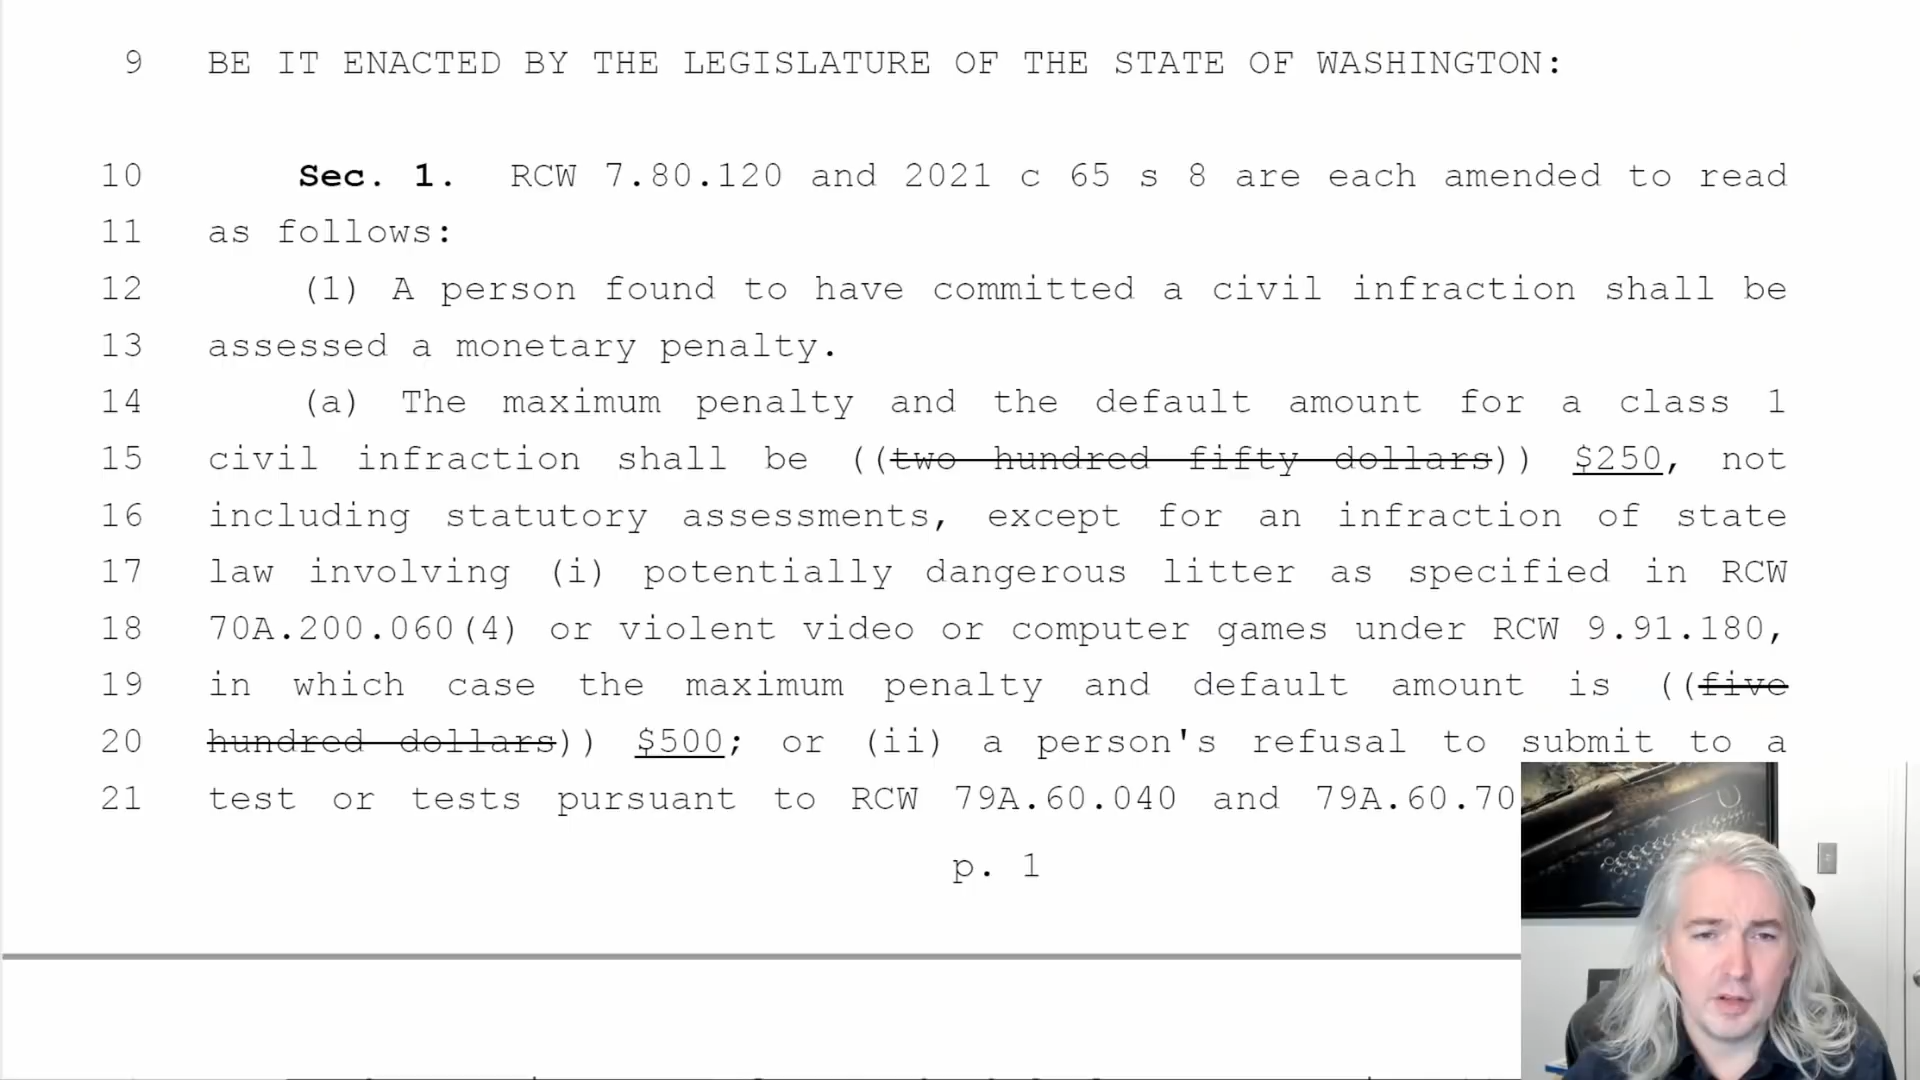 9 BE IT ENACTED BY THE LEGISLATURE OF THE STATE OF WASHINGTON:
10 Sec. 1. RCW 7.80.120 and 2021 c 65 s 8 are each amended to read
11 as follows:
12 (1) A person found to have committed a civil infraction shall be
13 assessed a monetary penalty.
14 (a) The maximum penalty and the default amount for a class 1
15 civil infraction shall be ((two hundred fifty dollars)) $250, not
16 including statutory assessments, except for an infraction of state
17 law involving (i) potentially dangerous litter as specified in RCW
18 70A.200.060(4) or violent video or computer games under RCW 9.91.180,
19 in which case the maximum penalty and default amount is ((five
20 hundred dollars)) $500; or (ii) a person's refusal to submit to a
21 test or tests pursuant to RCW 79A.60.040 and 79A.60.70
p. 1